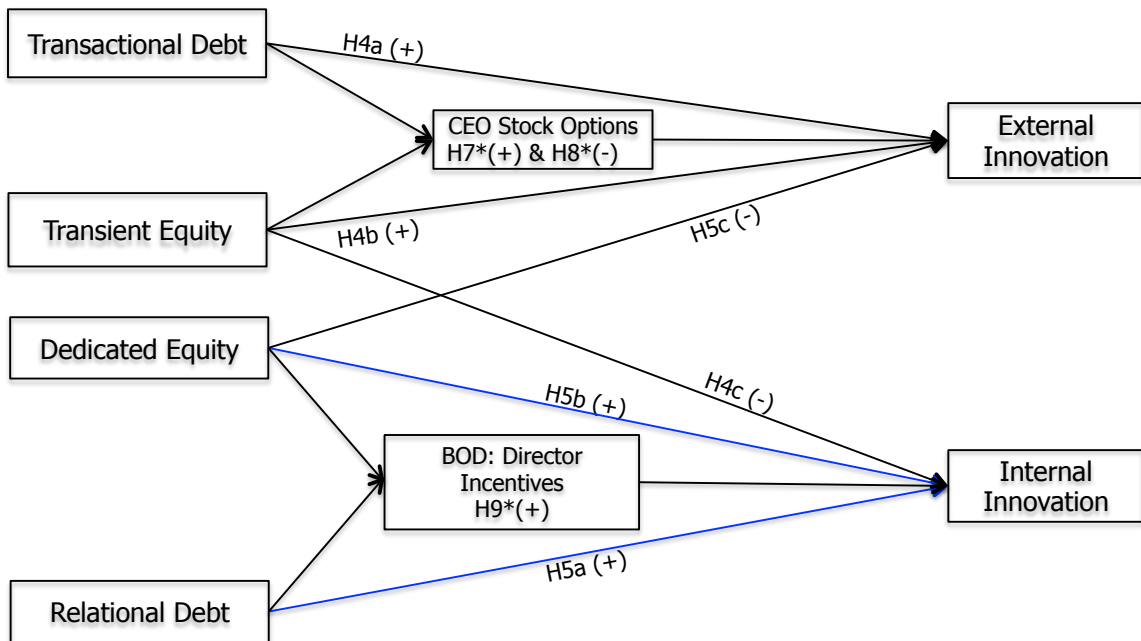 Transactional Debt
H4a (+)
CEO Stock Options
H7*(+) & H8*(-)
External
Innovation
Transient Equity
H4b (+)
H5c (-)
Dedicated Equity
H5b (+)
H4c (-)
BOD: Director
Incentives
H9*(+)
Internal
Innovation
H5a (+)
Relational Debt